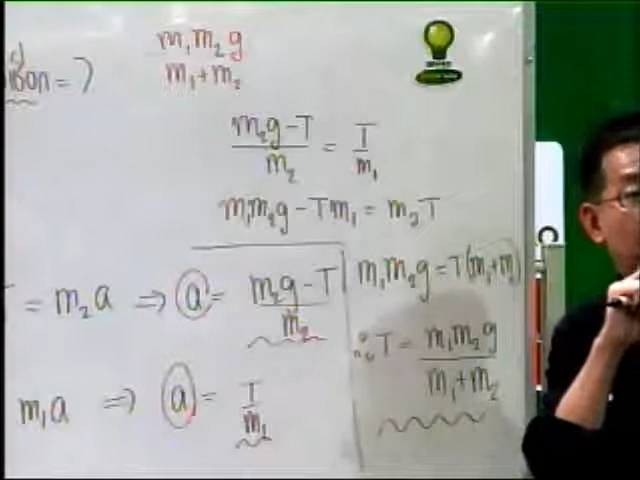 = ?
m₁m₂g
m₁+m₂
m₂g - T / m₂ = T / m₁
m₁m₂g - Tm₁ = m₂T
= m₂a ⇒ a = m₂g - T / m₂
m₁m₂g = T(m₁+m₂)
∴ T = m₁m₂g / m₁+m₂
m₁a ⇒ a = T / m₁